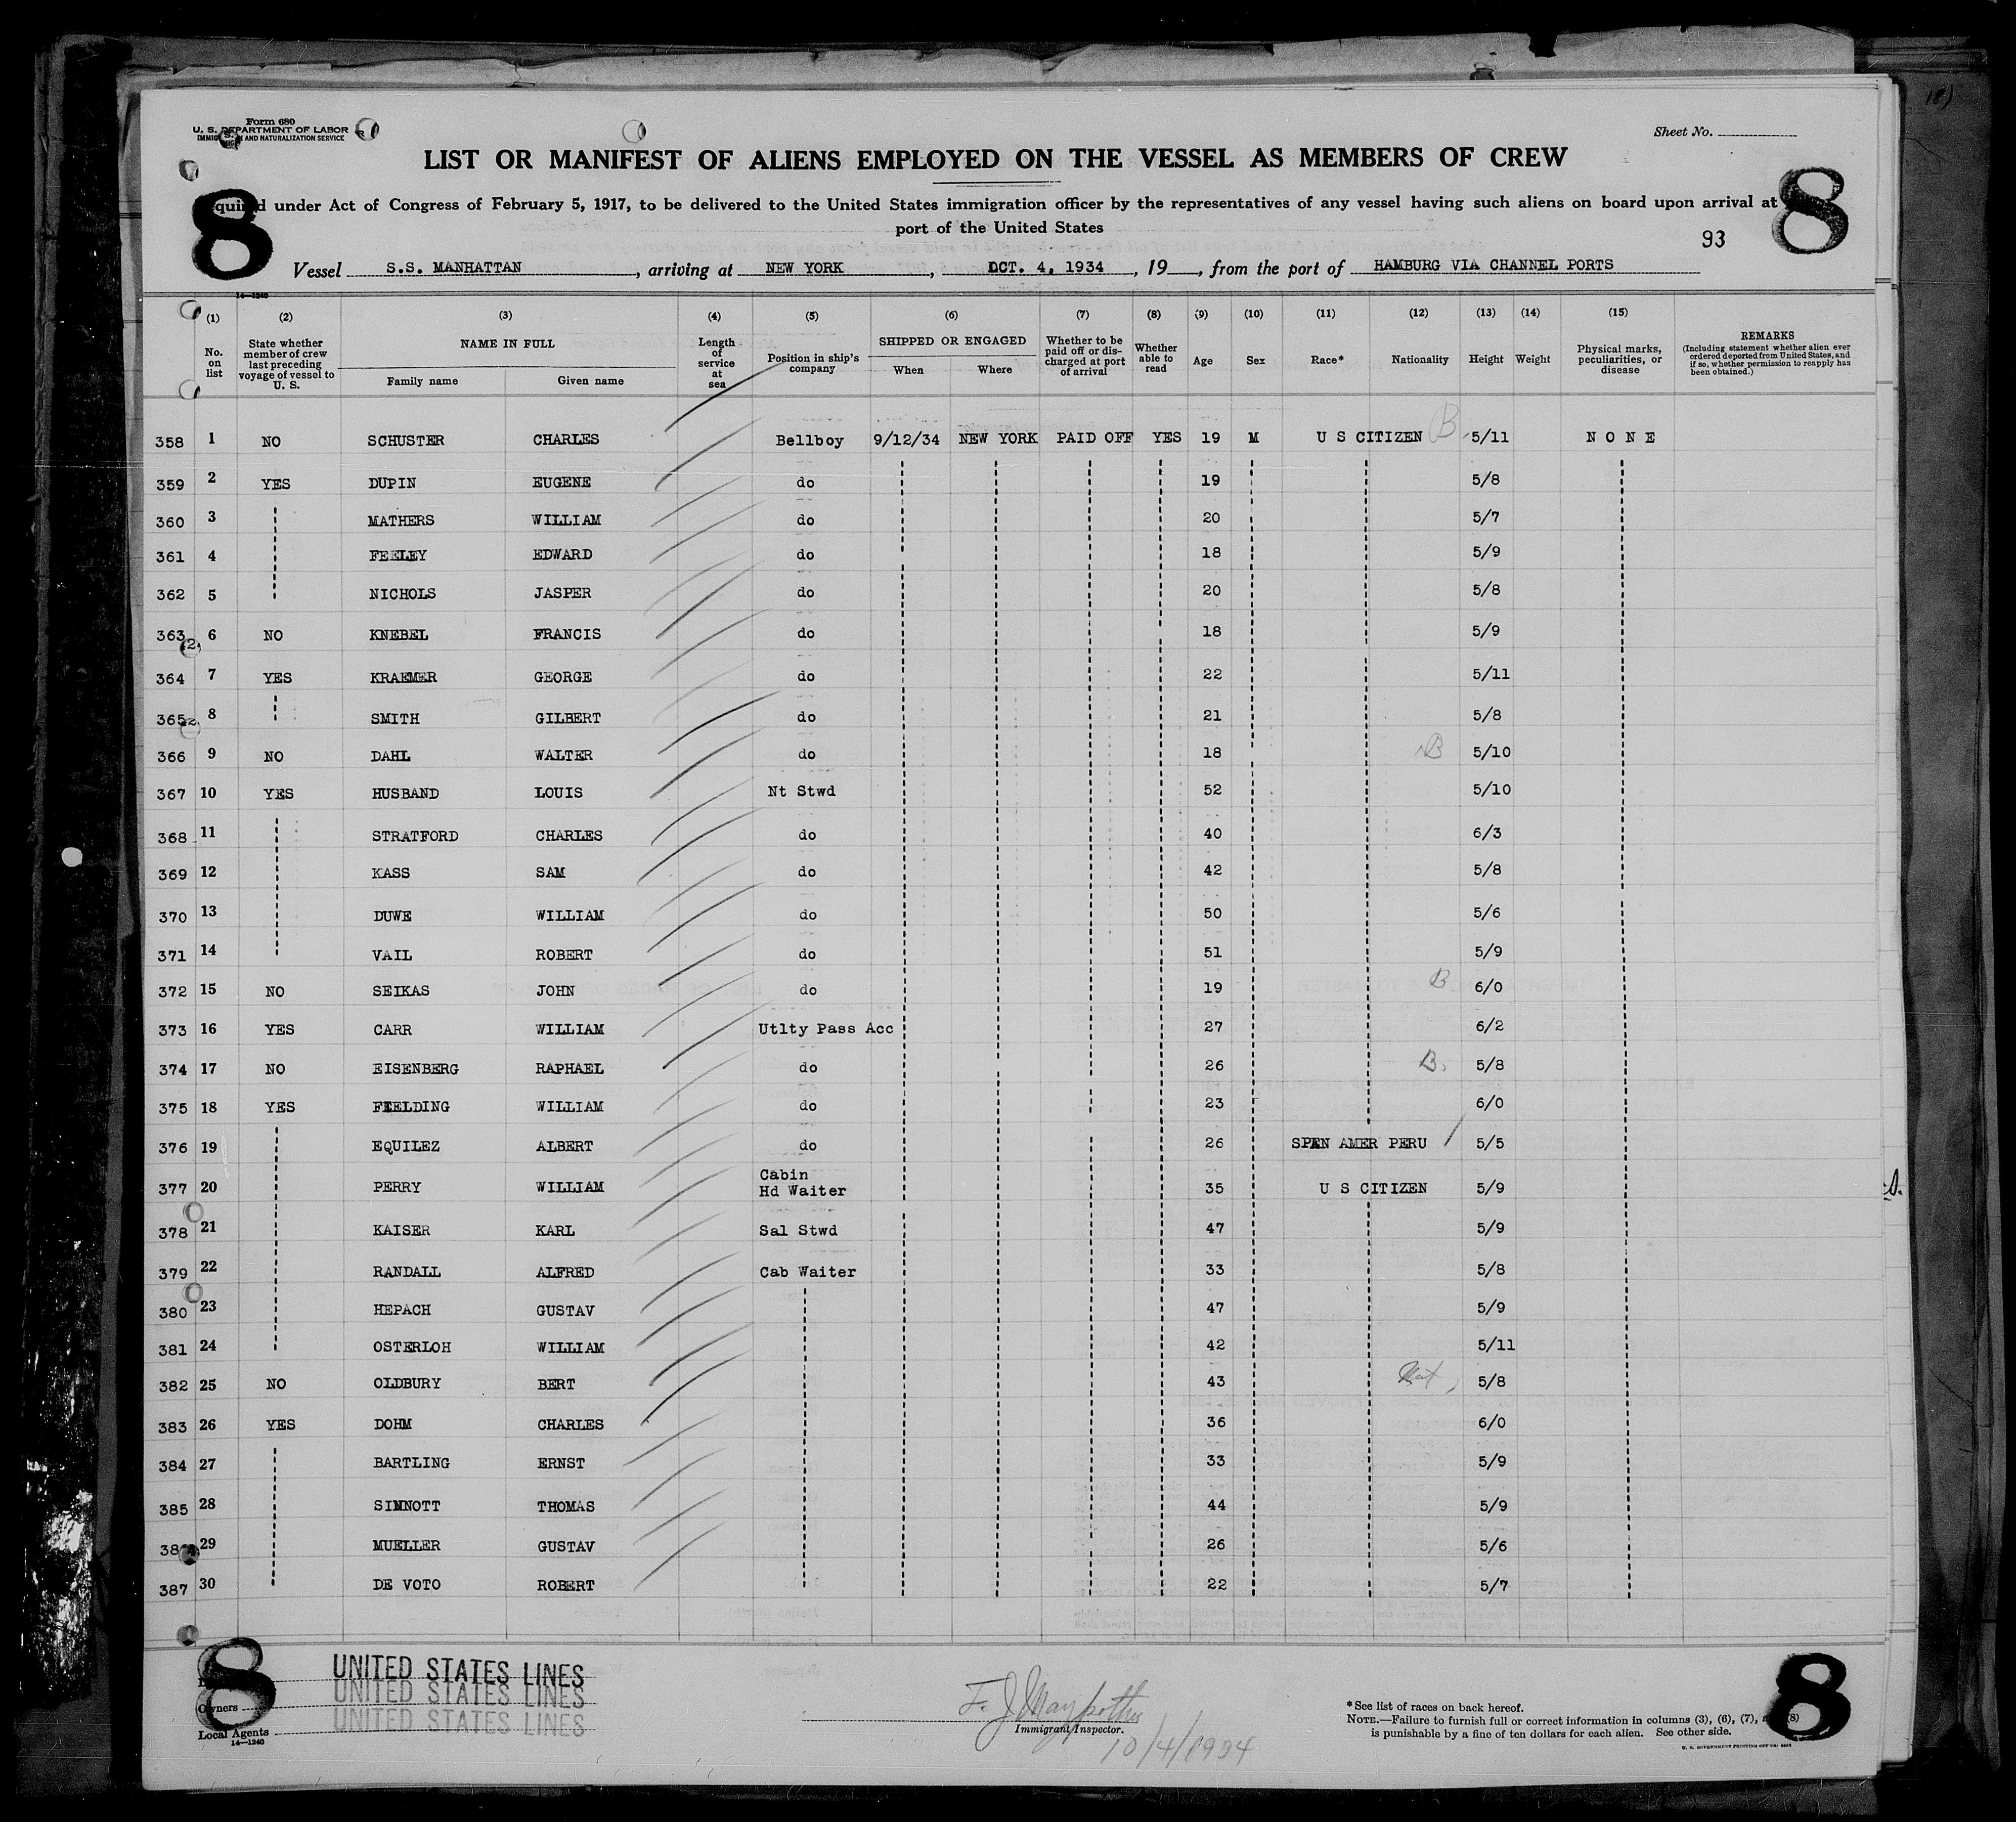 18)
Form 680
U. S. DEPARTMENT OF LABOR
IMMIGRATION AND NATURALIZATION SERVICE
Sheet No.
LIST OR MANIFEST OF ALIENS EMPLOYED ON THE VESSEL AS MEMBERS OF CREW
8 8
quired under Act of Congress of February 5, 1917, to be delivered to the United States immigration officer by the representatives of any vessel having such aliens on board upon arrival at
port of the United States
93
Vessel S.S. MANHATTAN, arriving at NEW YORK, OCT. 4, 1934, 19, from the port of HAMBURG VIA CHANNEL PORTS
14—1240
(1) (2) (3) (4) (5) (6) (7) (8) (9) (10) (11) (12) (13) (14) (15)
No. on list
State whether member of crew last preceding voyage of vessel to U. S.
NAME IN FULL
Family name Given name
Length of service at sea
Position in ship's company
SHIPPED OR ENGAGED
When Where
Whether to be paid off or discharged at port of arrival
Whether able to read
Age
Sex
Race*
Nationality
Height
Weight
Physical marks, peculiarities, or disease
REMARKS
(Including statement whether alien ever ordered deported from United States, and if so, whether permission to reapply has been obtained.)
358 1 NO SCHUSTER CHARLES Bellboy 9/12/34 NEW YORK PAID OFF YES 19 M U S CITIZEN B 5/11 N O N E
359 2 YES DUPIN EUGENE do 19 5/8
360 3 MATHERS WILLIAM do 20 5/7
361 4 FEELEY EDWARD do 18 5/9
362 5 NICHOLS JASPER do 20 5/8
363 6 NO KNEBEL FRANCIS do 18 5/9
364 7 YES KRAEMER GEORGE do 22 5/11
365 8 SMITH GILBERT do 21 5/8
366 9 NO DAHL WALTER do 18 B 5/10
367 10 YES HUSBAND LOUIS Nt Stwd 52 5/10
368 11 STRATFORD CHARLES do 40 6/3
369 12 KASS SAM do 42 5/8
370 13 DUWE WILLIAM do 50 5/6
371 14 VAIL ROBERT do 51 5/9
372 15 NO SEIKAS JOHN do 19 B 6/0
373 16 YES CARR WILLIAM Utlty Pass Acc 27 6/2
374 17 NO EISENBERG RAPHAEL do 26 B 5/8
375 18 YES FIELDING WILLIAM do 23 6/0
376 19 EQUILEZ ALBERT do 26 SPAN AMER PERU 5/5
377 20 PERRY WILLIAM Cabin Hd Waiter 35 U S CITIZEN 5/9
378 21 KAISER KARL Sal Stwd 47 5/9
379 22 RANDALL ALFRED Cab Waiter 33 5/8
380 23 HEPACH GUSTAV 47 5/9
381 24 OSTERLOH WILLIAM 42 5/11
382 25 NO OLDBURY BERT 43 Nat 5/8
383 26 YES DOHM CHARLES 36 6/0
384 27 BARTLING ERNST 33 5/9
385 28 SINNOTT THOMAS 44 5/9
38 29 MUELLER GUSTAV 26 5/6
387 30 DE VOTO ROBERT 22 5/7
8 8
UNITED STATES LINES
Owners UNITED STATES LINES
Local Agents UNITED STATES LINES
14—1240
F. J.
Immigrant Inspector.
10/4/1934
*See list of races on back hereof.
NOTE.—Failure to furnish full or correct information in columns (3), (6), (7), (8)
is punishable by a fine of ten dollars for each alien. See other side.